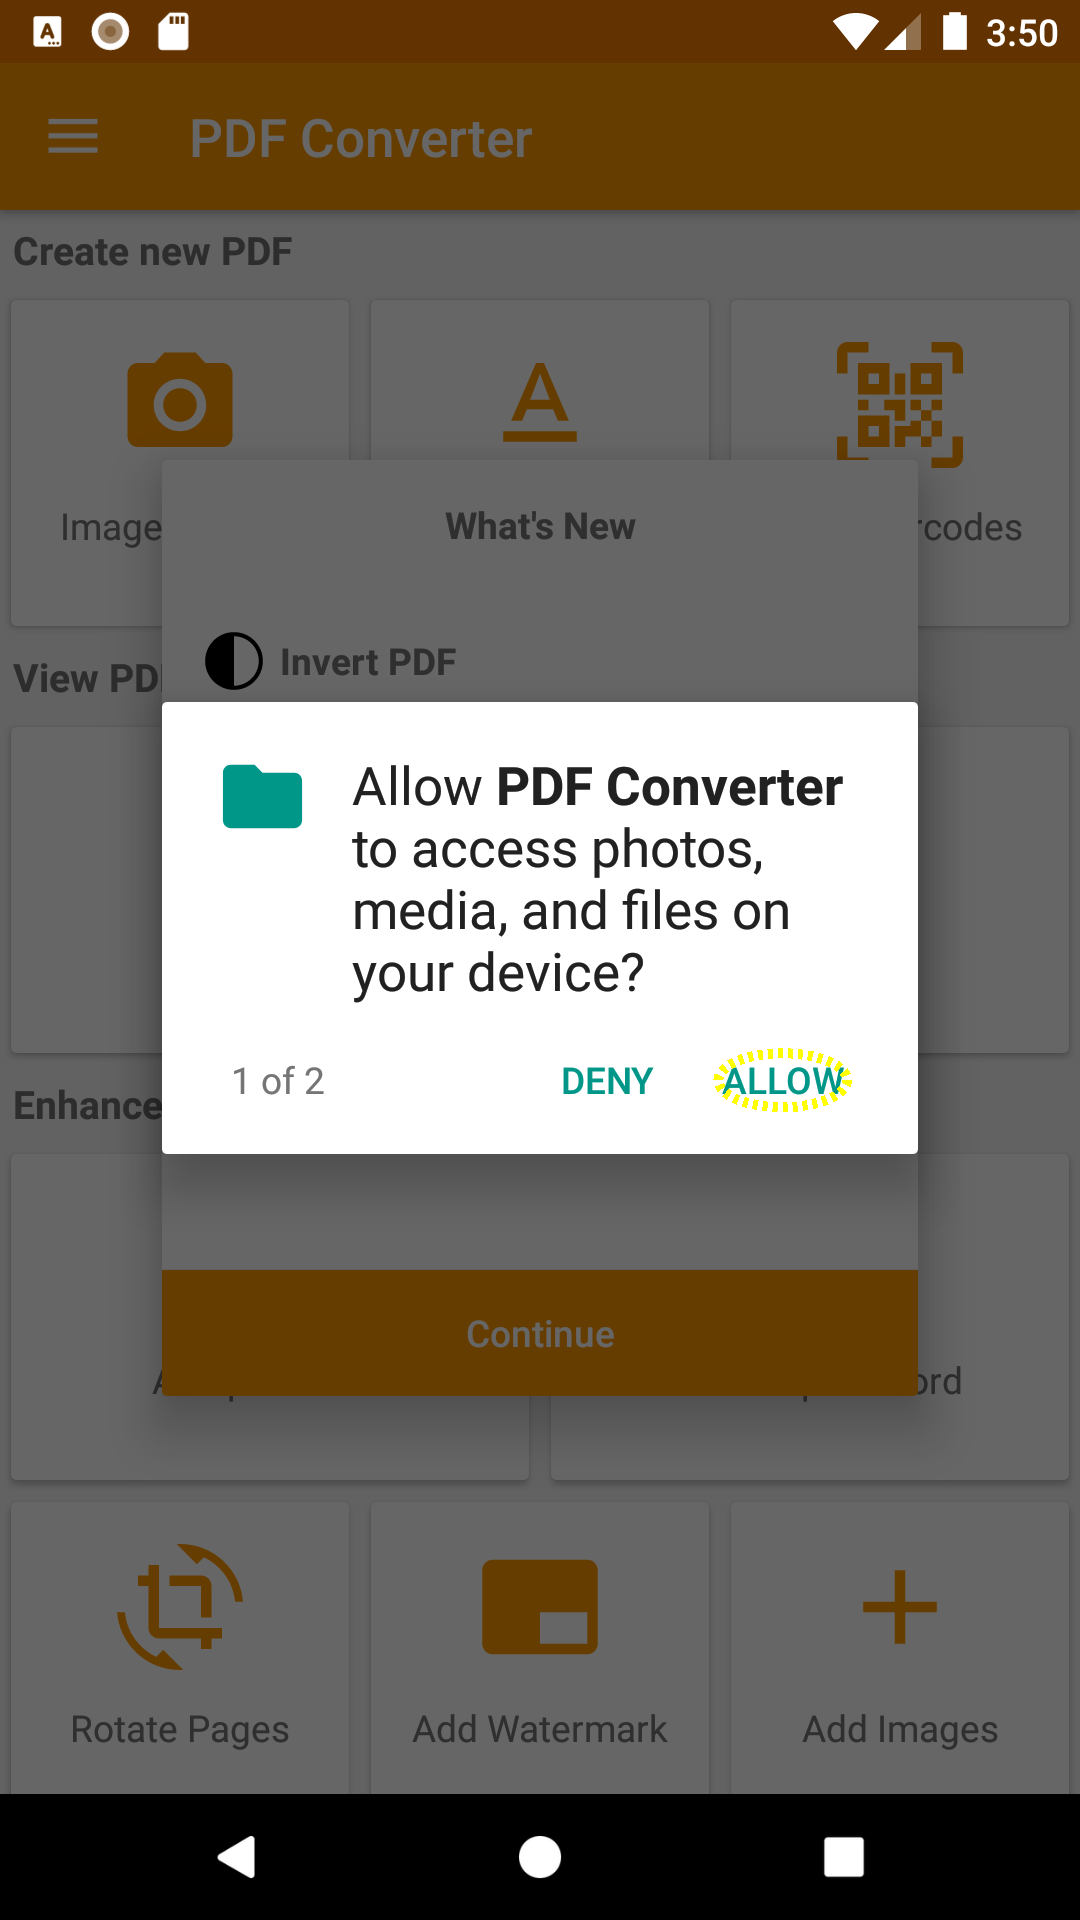 3:50
PDF Converter
Create new PDF
Image
rcodes
What's New
Invert PDF
View PD
Allow PDF Converter
to access photos,
media, and files on
your device?
1 of 2
DENY
ALLOW
Enhance
Continue
ord
Rotate Pages
Add Watermark
Add Images